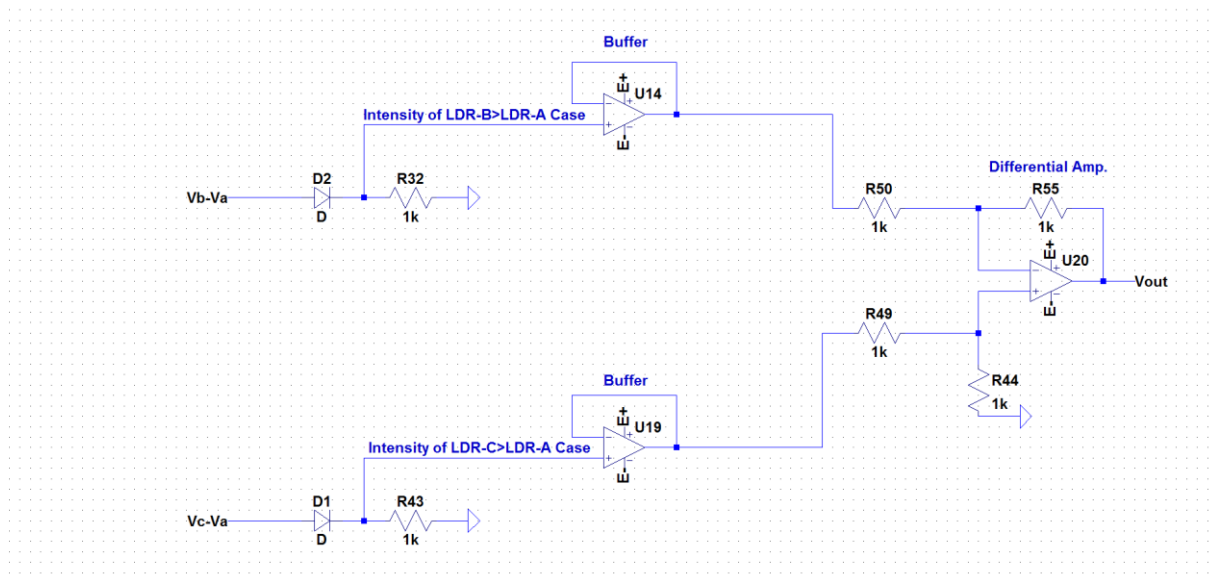 Buffer
E+
U14
Intensity of LDR-B>LDR-A Case
E-
D2
R32
Vb-Va
D
1k
Differential Amp.
R50
R55
1k
1k
E+
U20
Vout
E-
R49
1k
R44
1k
Buffer
E+
U19
Intensity of LDR-C>LDR-A Case
E-
D1
R43
Vc-Va
D
1k